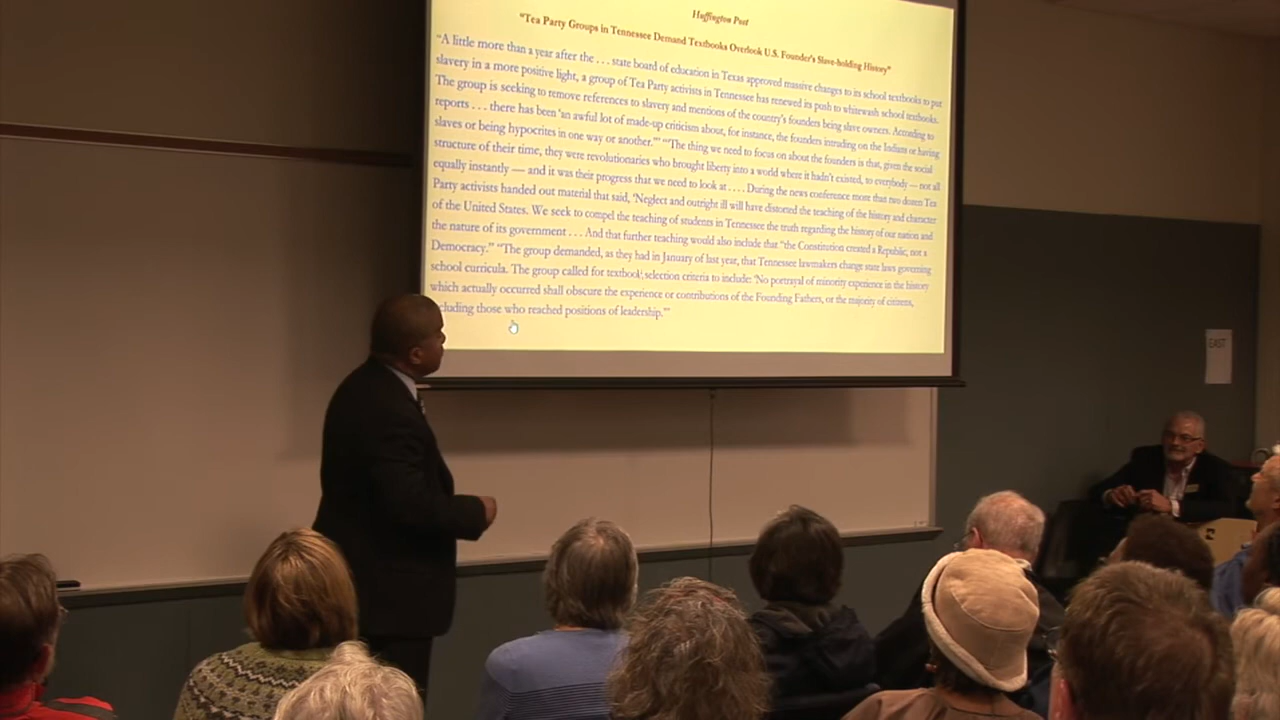 Huffington Post
"Tea Party Groups in Tennessee Demand Textbooks Overlook U.S. Founder's Slave-holding History"
"A little more than a year after the . . . state board of education in Texas approved massive changes to its school textbooks to put
slavery in a more positive light, a group of Tea Party activists in Tennessee has renewed its push to whitewash school textbooks.
The group is seeking to remove references to slavery and mentions of the country's founders being slave owners. According to
reports . . . there has been 'an awful lot of made-up criticism about, for instance, the founders intruding on the Indians or having
slaves or being hypocrites in one way or another.'" "'The thing we need to focus on about the founders is that, given the social
structure of their time, they were revolutionaries who brought liberty into a world where it hadn't existed, to everybody — not all
equally instantly — and it was their progress that we need to look at . . . . During the news conference more than two dozen Tea
Party activists handed out material that said, 'Neglect and outright ill will have distorted the teaching of the history and character
of the United States. We seek to compel the teaching of students in Tennessee the truth regarding the history of our nation and
the nature of its government . . . And that further teaching would also include that "the Constitution created a Republic, not a
Democracy." "The group demanded, as they had in January of last year, that Tennessee lawmakers change state laws governing
school curricula. The group called for textbook selection criteria to include: 'No portrayal of minority experience in the history
which actually occurred shall obscure the experience or contributions of the Founding Fathers, or the majority of citizens,
cluding those who reached positions of leadership.'"
EAST